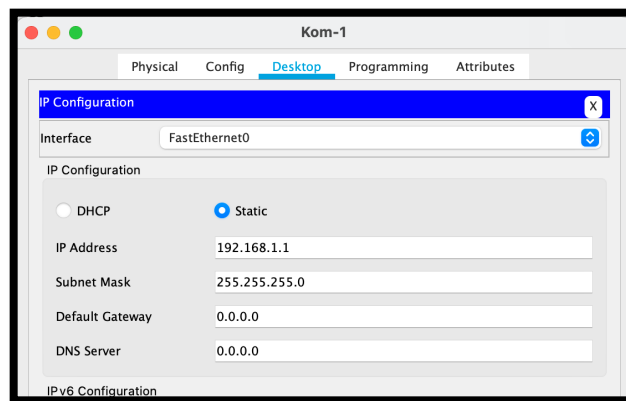 Kom-1
Physical Config Desktop Programming Attributes
IP Configuration X
Interface FastEthernet0
IP Configuration
DHCP Static
IP Address 192.168.1.1
Subnet Mask 255.255.255.0
Default Gateway 0.0.0.0
DNS Server 0.0.0.0
IPv6 Configuration